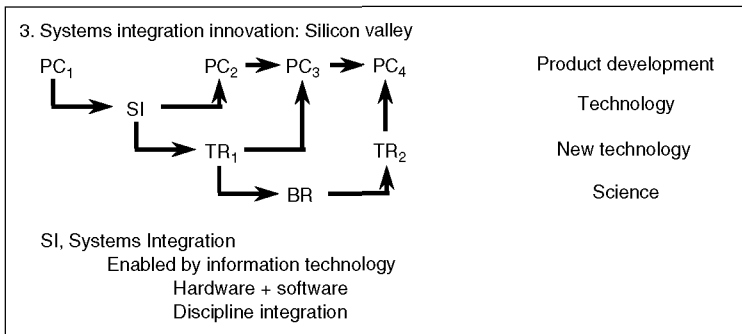 3. Systems integration innovation: Silicon valley
PC1 PC2 PC3 PC4 Product development
SI Technology
TR1 TR2 New technology
BR Science
SI, Systems Integration
Enabled by information technology
Hardware + software
Discipline integration